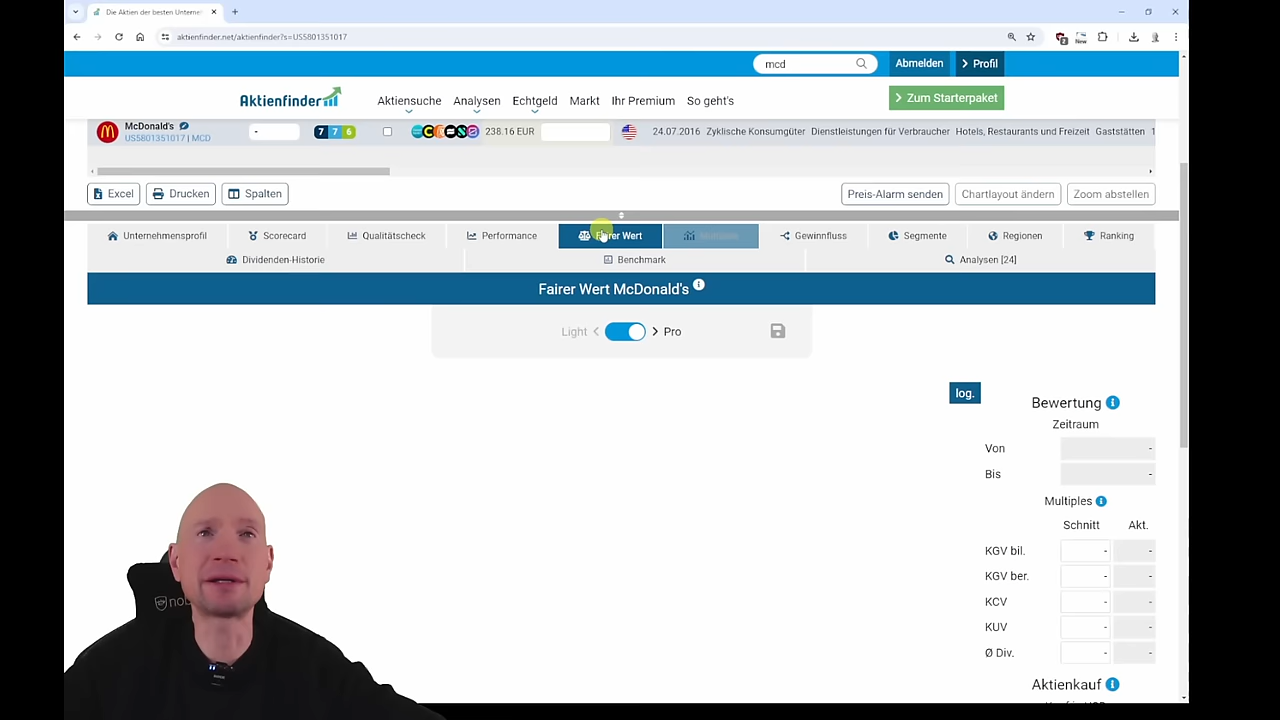 Die Aktien der besten Unterne
aktienfinder.net/aktienfinder?s=US5801351017
New
mcd
Abmelden
Profil
Aktienfinder
Aktiensuche
Analysen
Echtgeld
Markt
Ihr Premium
So geht's
Zum Starterpaket
McDonald's
US5801351017 | MCD
-
7 7 6
238.16 EUR
24.07.2016
Zyklische Konsumgüter
Dienstleistungen für Verbraucher
Hotels, Restaurants und Freizeit
Gaststätten
1
Excel
Drucken
Spalten
Preis-Alarm senden
Chartlayout ändern
Zoom abstellen
Unternehmensprofil
Scorecard
Qualitätscheck
Performance
Fairer Wert
Gewinnfluss
Segmente
Regionen
Ranking
Dividenden-Historie
Benchmark
Analysen [24]
Fairer Wert McDonald's
Light
Pro
log.
Bewertung
Zeitraum
Von -
Bis -
Multiples
Schnitt Akt.
KGV bil. - -
KGV ber. - -
KCV - -
KUV - -
Ø Div. - -
Aktienkauf